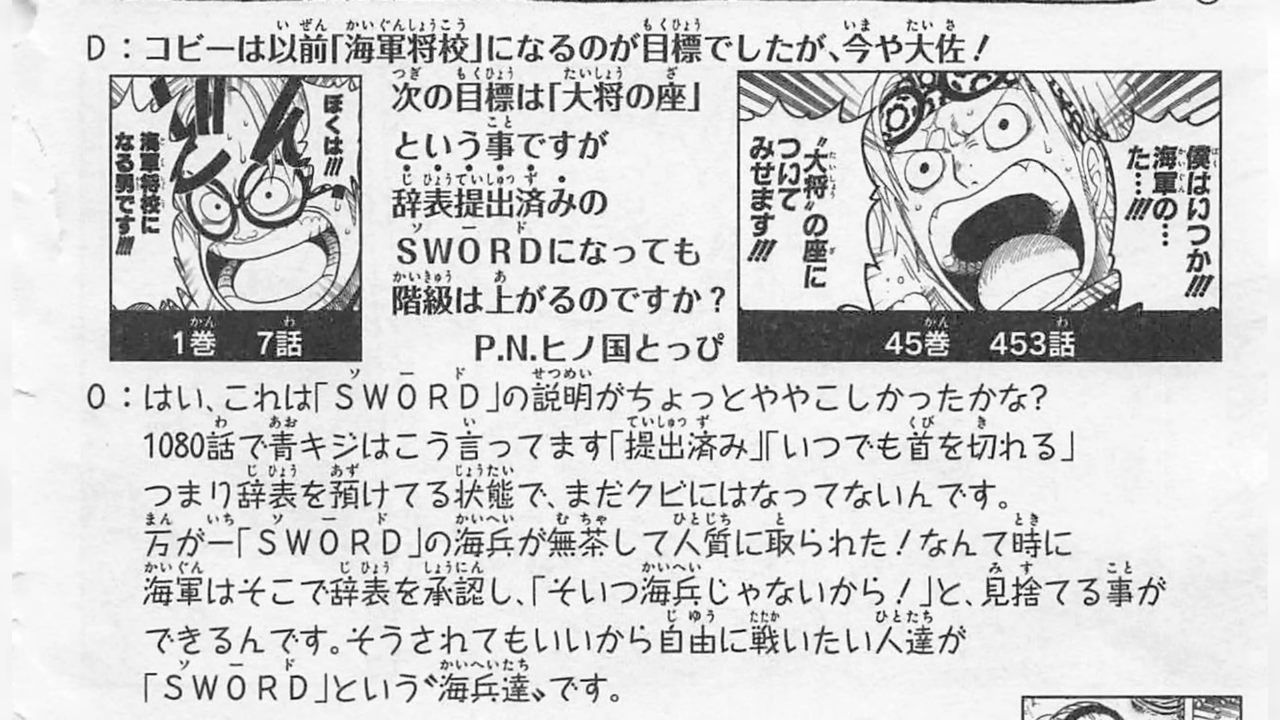 D：コビーは以前「海軍将校」になるのが目標でしたが、今や大佐！
次の目標は「大将の座」
という事ですが
辞表提出済みの
SWORDになっても
階級は上がるのですか？
P.N.ヒノ国とっぴ
ぼくは!!!
海軍将校に
なる男です!!!
1巻 7話
僕はいつか!!!
海軍の…
た…!!!
〝大将〟の座に
ついて
みせます!!!
45巻 453話
O：はい、これは「SWORD」の説明がちょっとややこしかったかな？
1080話で青キジはこう言ってます「提出済み」「いつでも首を切れる」
つまり辞表を預けてる状態で、まだクビにはなってないんです。
万が一「SWORD」の海兵が無茶して人質に取られた！なんて時に
海軍はそこで辞表を承認し、「そいつ海兵じゃないから！」と、見捨てる事が
できるんです。そうされてもいいから自由に戦いたい人達が
「SWORD」という〝海兵達〟です。